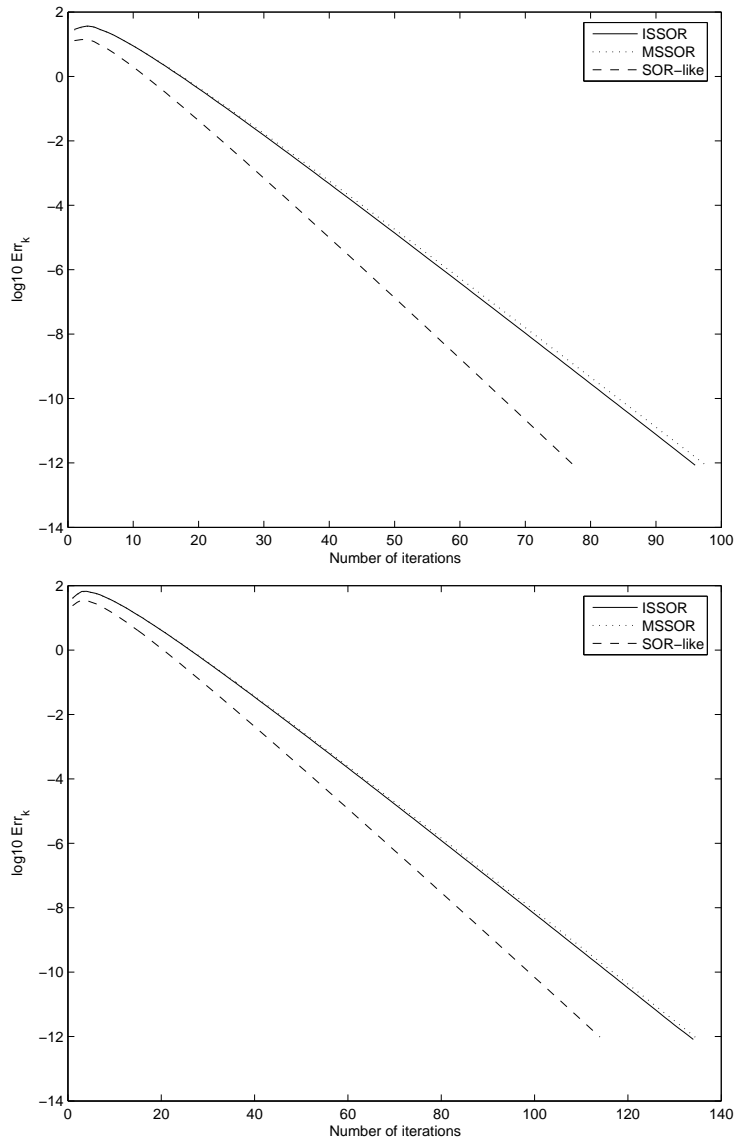 2
0
−2
−4
−6
−8
−10
−12
−14
log10 Err_k
ISSOR
MSSOR
SOR−like
0 10 20 30 40 50 60 70 80 90 100
Number of iterations
2
0
−2
−4
−6
−8
−10
−12
−14
log10 Err_k
ISSOR
MSSOR
SOR−like
0 20 40 60 80 100 120 140
Number of iterations